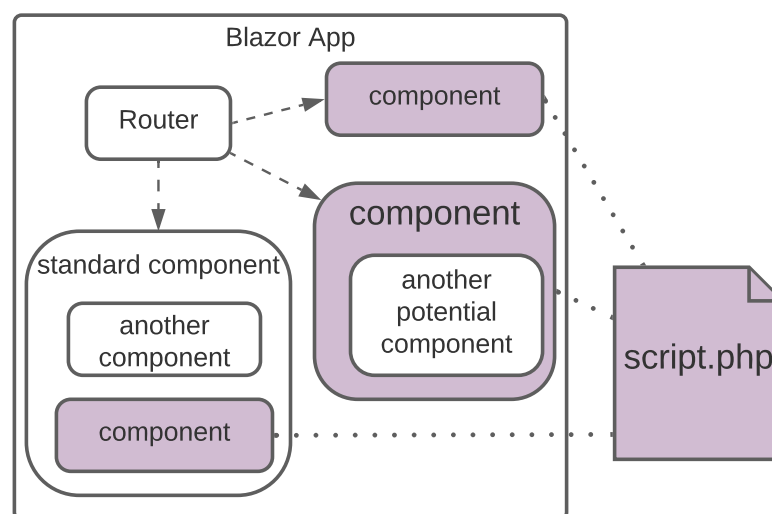 Blazor App
Router
component
component
another
potential
component
standard component
another
component
component
script.php